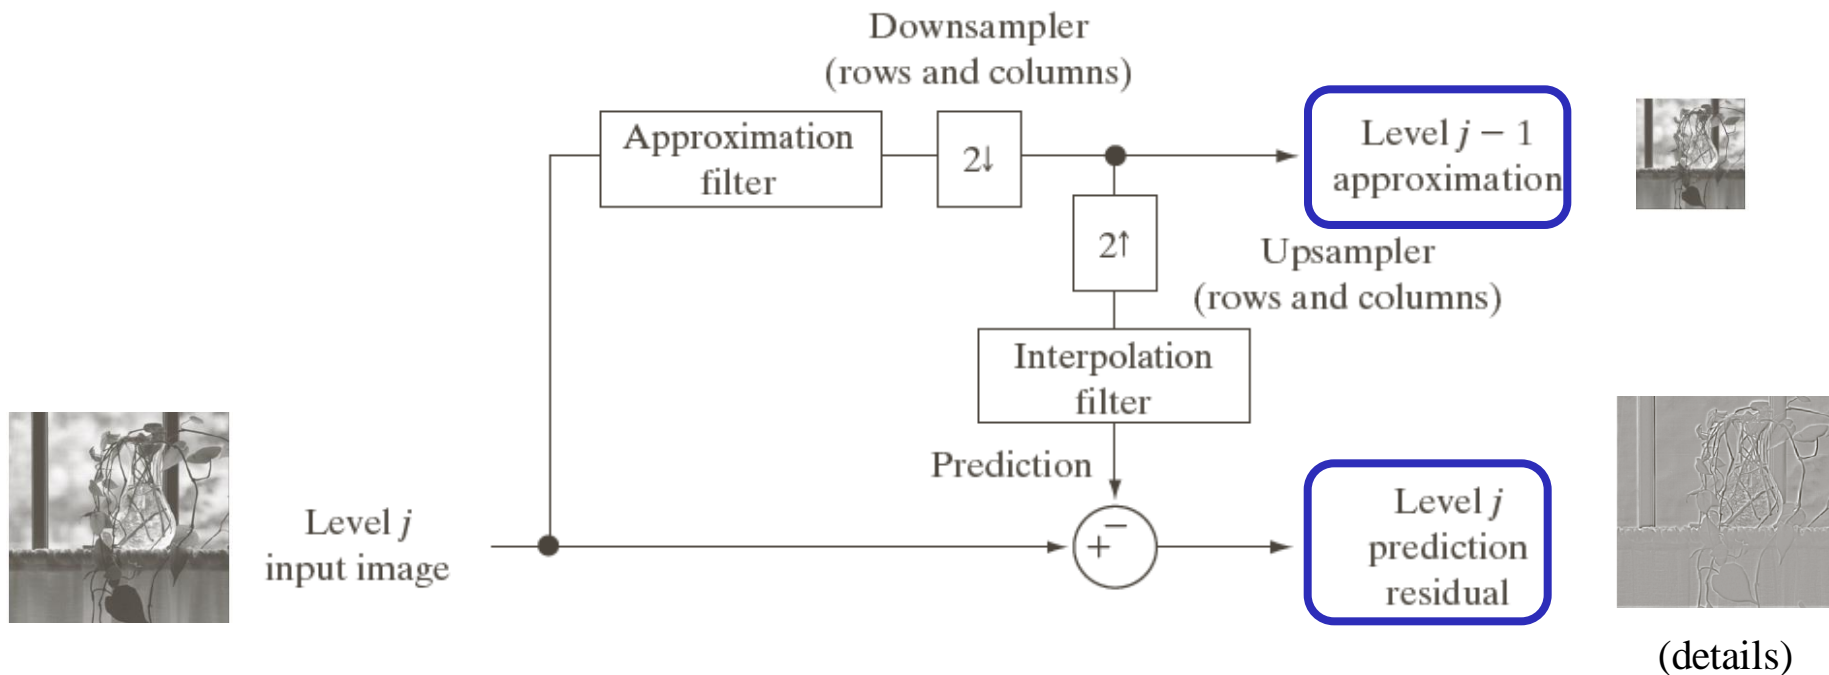 Downsampler
(rows and columns)
Approximation
filter
2↓
Level j − 1
approximation
2↑
Upsampler
(rows and columns)
Interpolation
filter
Prediction
Level j
input image
+
−
Level j
prediction
residual
(details)